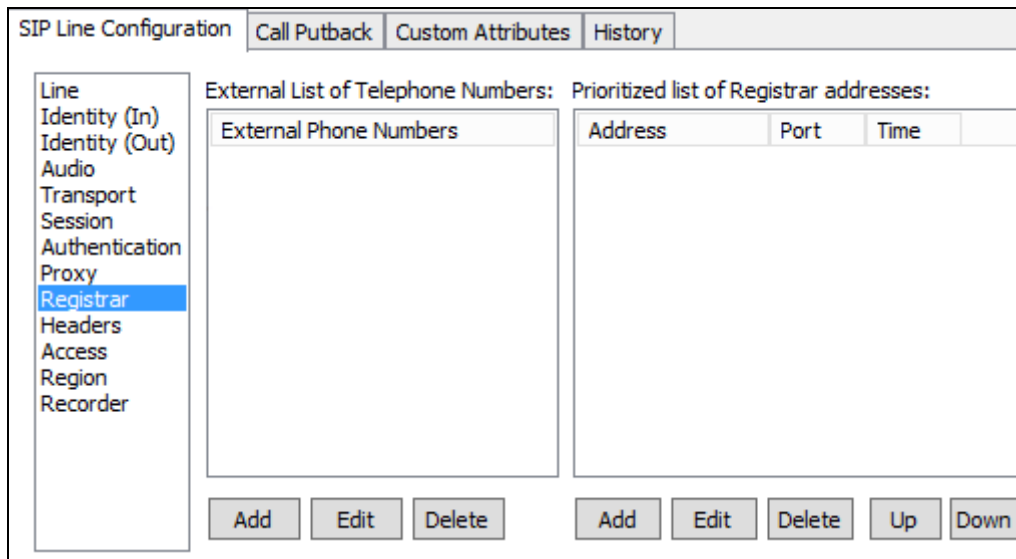 SIP Line Configuration
Call Putback
Custom Attributes
History
Line
Identity (In)
Identity (Out)
Audio
Transport
Session
Authentication
Proxy
Registrar
Headers
Access
Region
Recorder
External List of Telephone Numbers:
External Phone Numbers
Add Edit Delete
Prioritized list of Registrar addresses:
Address Port Time
Add Edit Delete Up Down